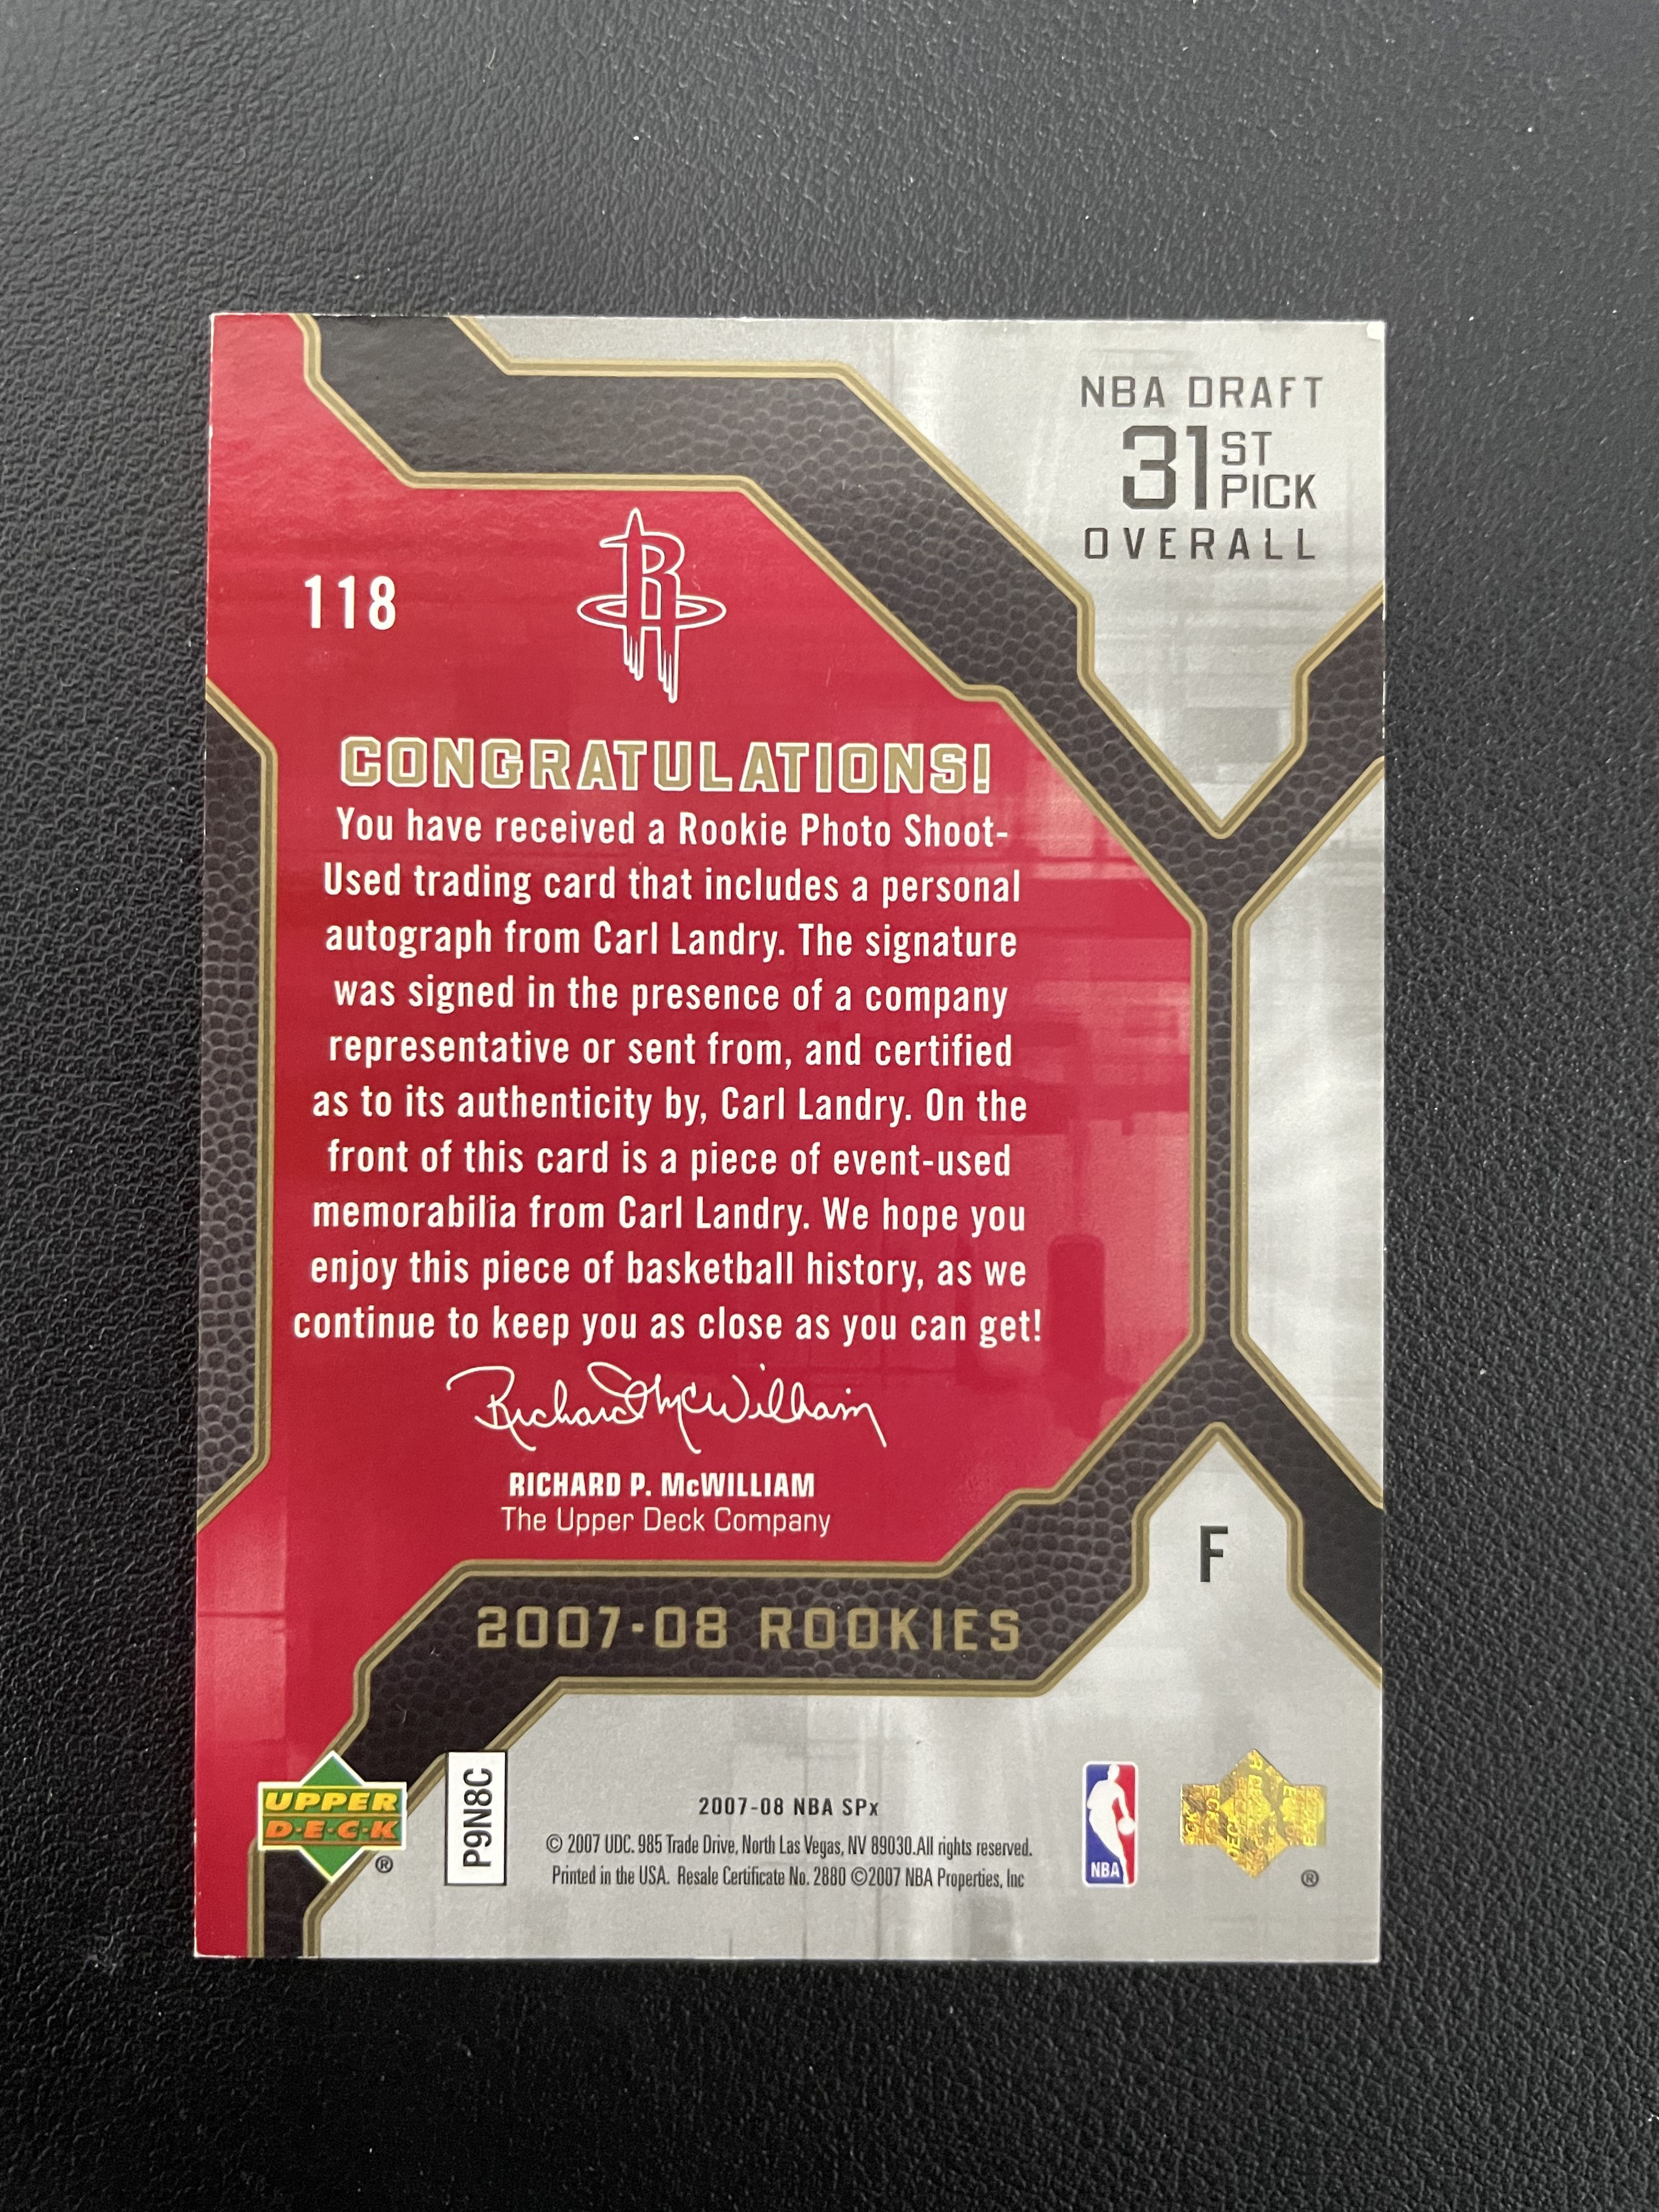 NBA DRAFT
31ST PICK
OVERALL
118
R
CONGRATULATIONS!
You have received a Rookie Photo Shoot-
Used trading card that includes a personal
autograph from Carl Landry. The signature
was signed in the presence of a company
representative or sent from, and certified
as to its authenticity by, Carl Landry. On the
front of this card is a piece of event-used
memorabilia from Carl Landry. We hope you
enjoy this piece of basketball history, as we
continue to keep you as close as you can get!
Richard McWilliam
RICHARD P. McWILLIAM
The Upper Deck Company
F
2007-08 ROOKIES
UPPER
D·E·C·K
®
P9N8C
2007-08 NBA SPx
© 2007 UDC. 985 Trade Drive, North Las Vegas, NV 89030.All rights reserved.
Printed in the USA. Resale Certificate No. 2880 ©2007 NBA Properties, Inc
NBA
®